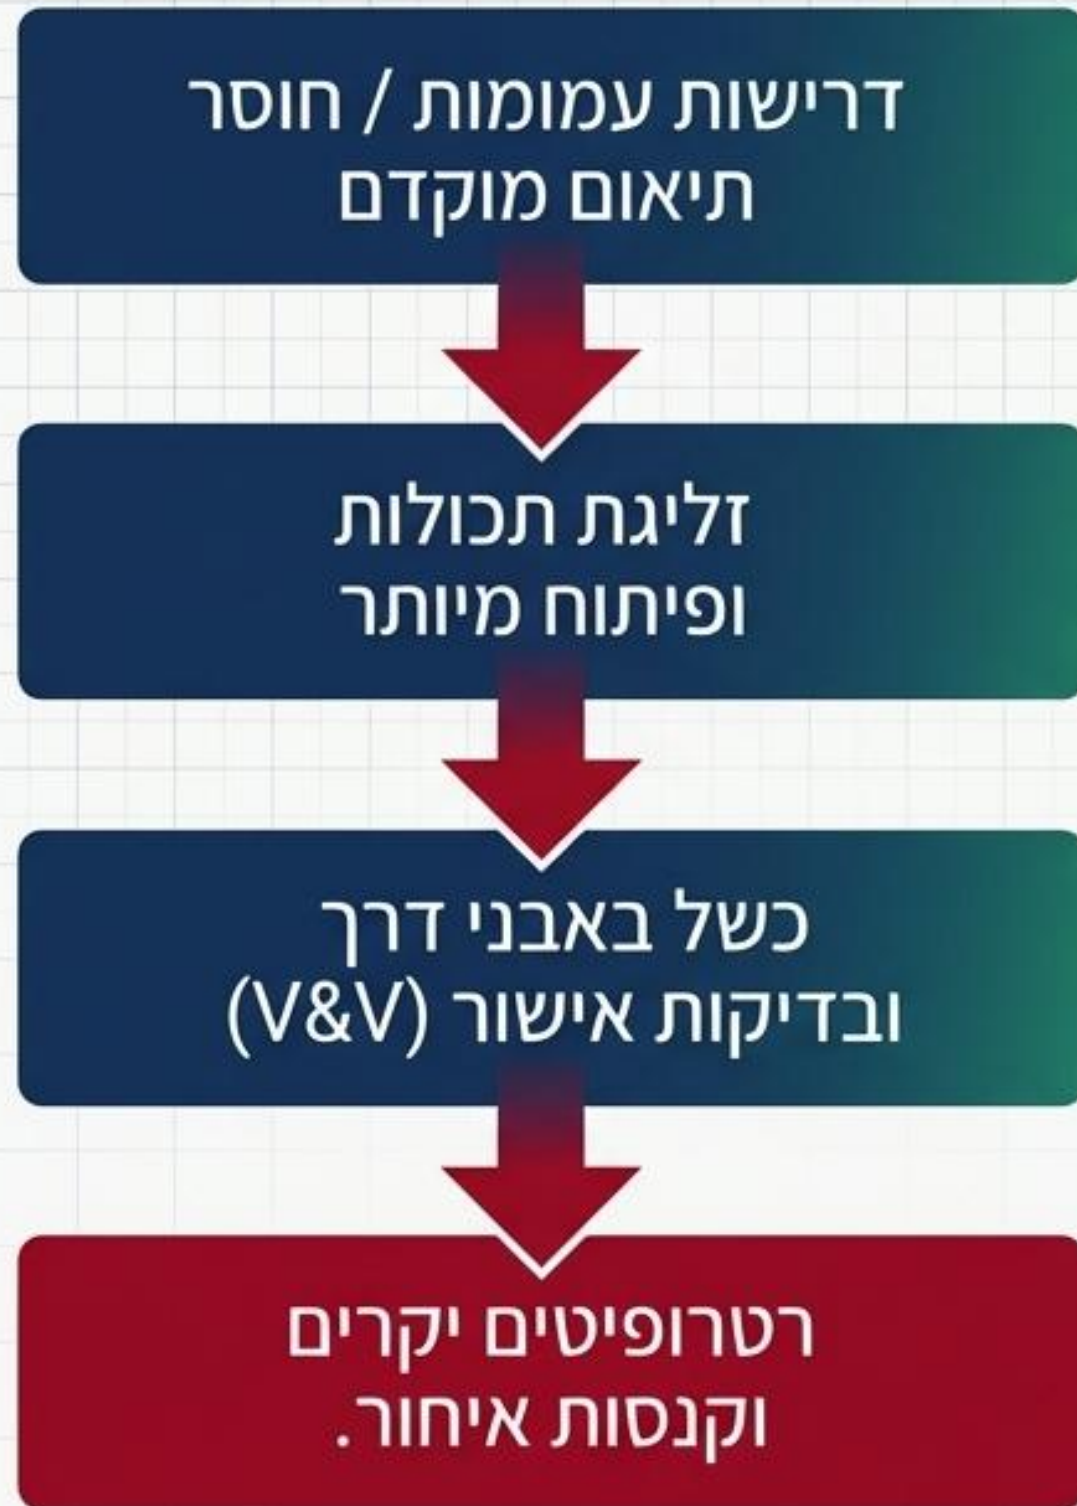 דרישות עמומות / חוסר
תיאום מוקדם
זליגת תכולות
ופיתוח מיותר
כשל באבני דרך
ובדיקות אישור (V&V)
רטרופיטים יקרים
וקנסות איחור.